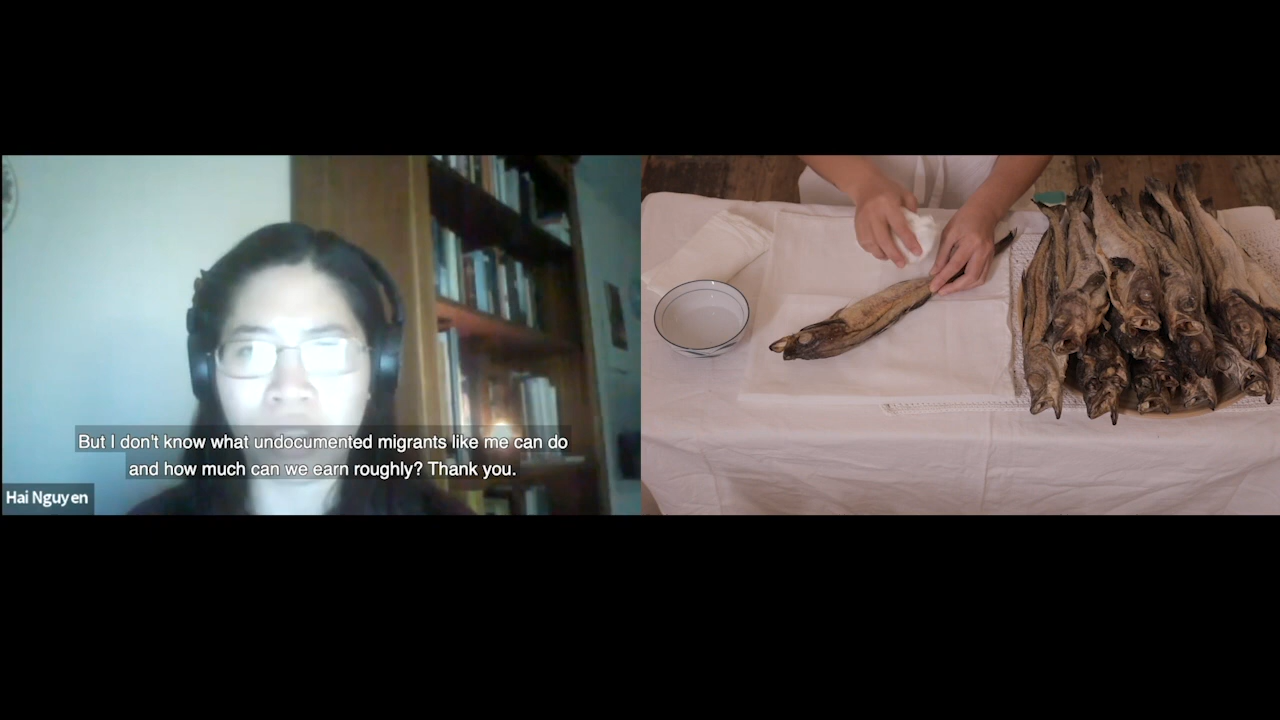 But I don't know what undocumented migrants like me can do
and how much can we earn roughly? Thank you.
Hai Nguyen